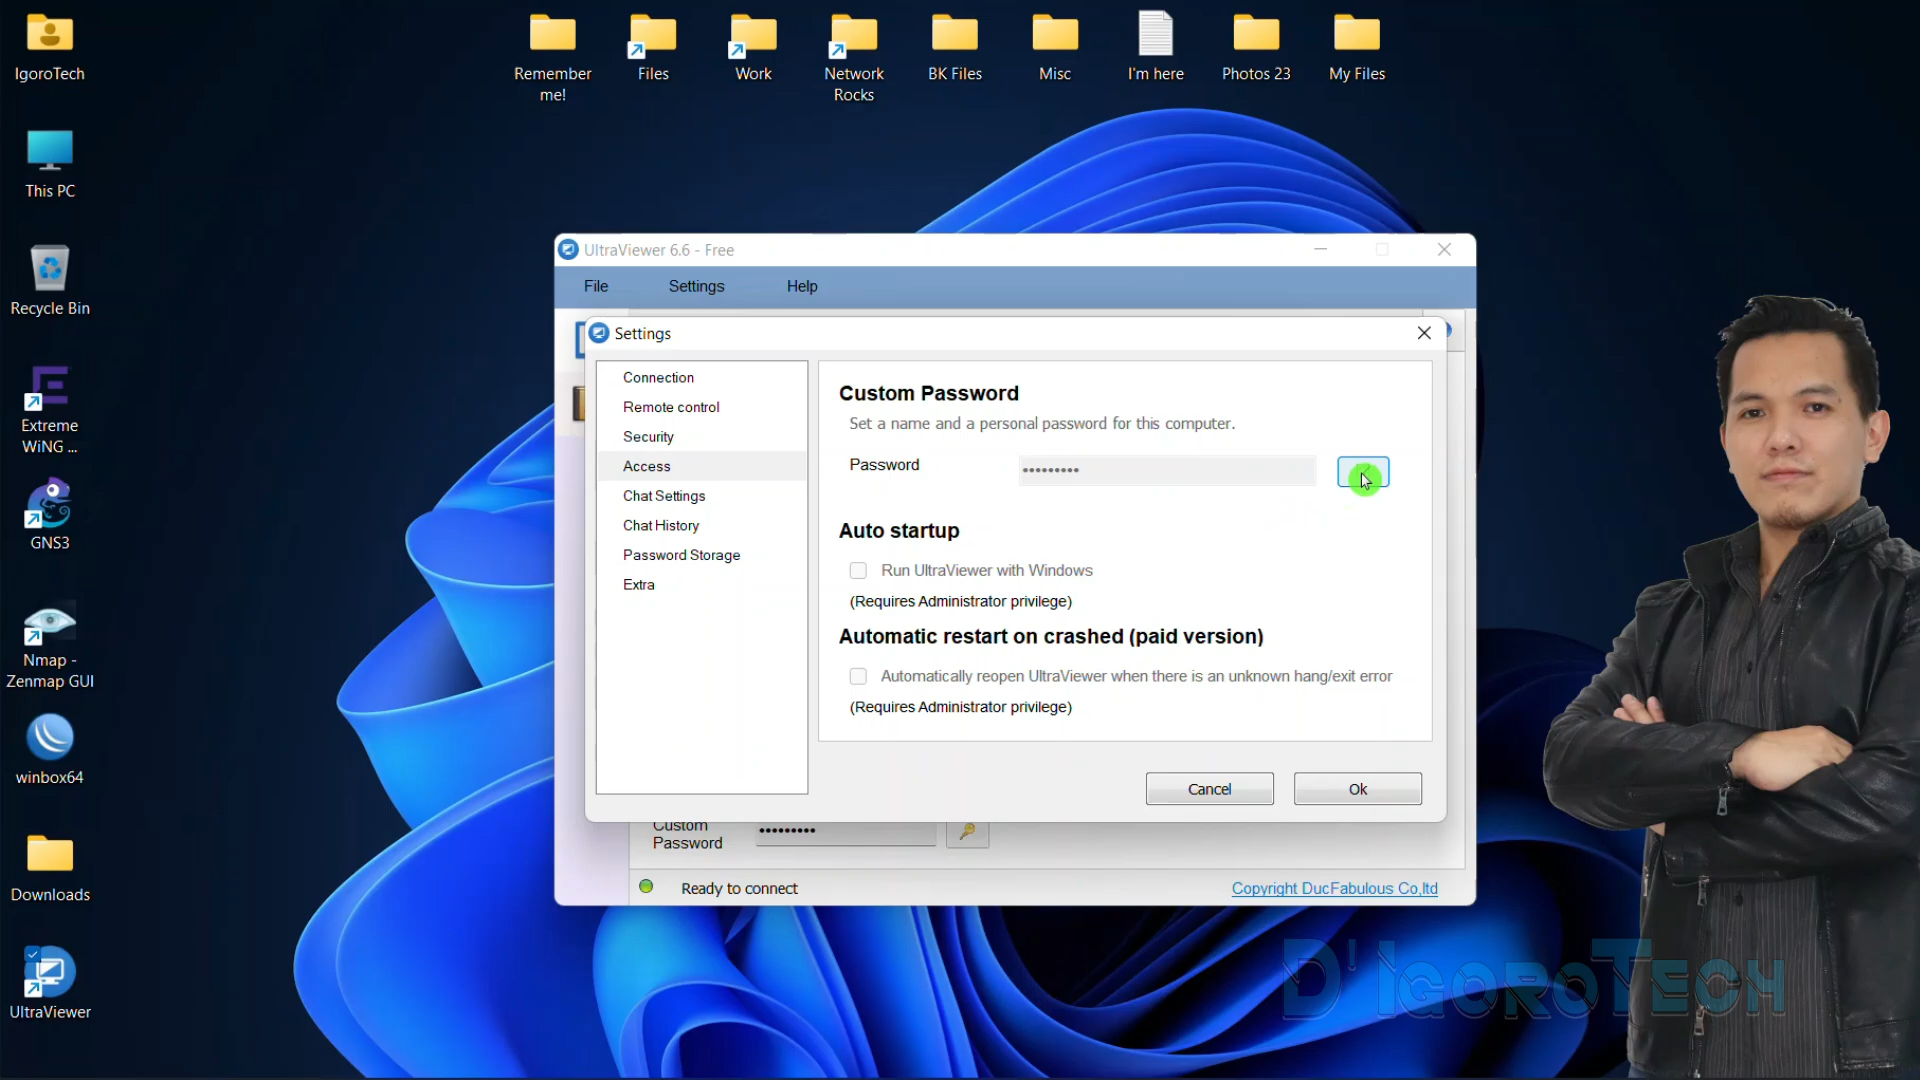 IgoroTech
This PC
Recycle Bin
Extreme
WiNG ...
GNS3
Nmap -
Zenmap GUI
winbox64
Downloads
UltraViewer
Remember
me!
Files
Work
Network
Rocks
BK Files
Misc
I'm here
Photos 23
My Files
UltraViewer 6.6 - Free
File
Settings
Help
Settings
Connection
Remote control
Security
Access
Chat Settings
Chat History
Password Storage
Extra
Custom Password
Set a name and a personal password for this computer.
Password
•••••••••
Auto startup
Run UltraViewer with Windows
(Requires Administrator privilege)
Automatic restart on crashed (paid version)
Automatically reopen UltraViewer when there is an unknown hang/exit error
(Requires Administrator privilege)
Cancel
Ok
Custom
Password
•••••••••
Ready to connect
Copyright DucFabulous Co,ltd
D'IgoroTech